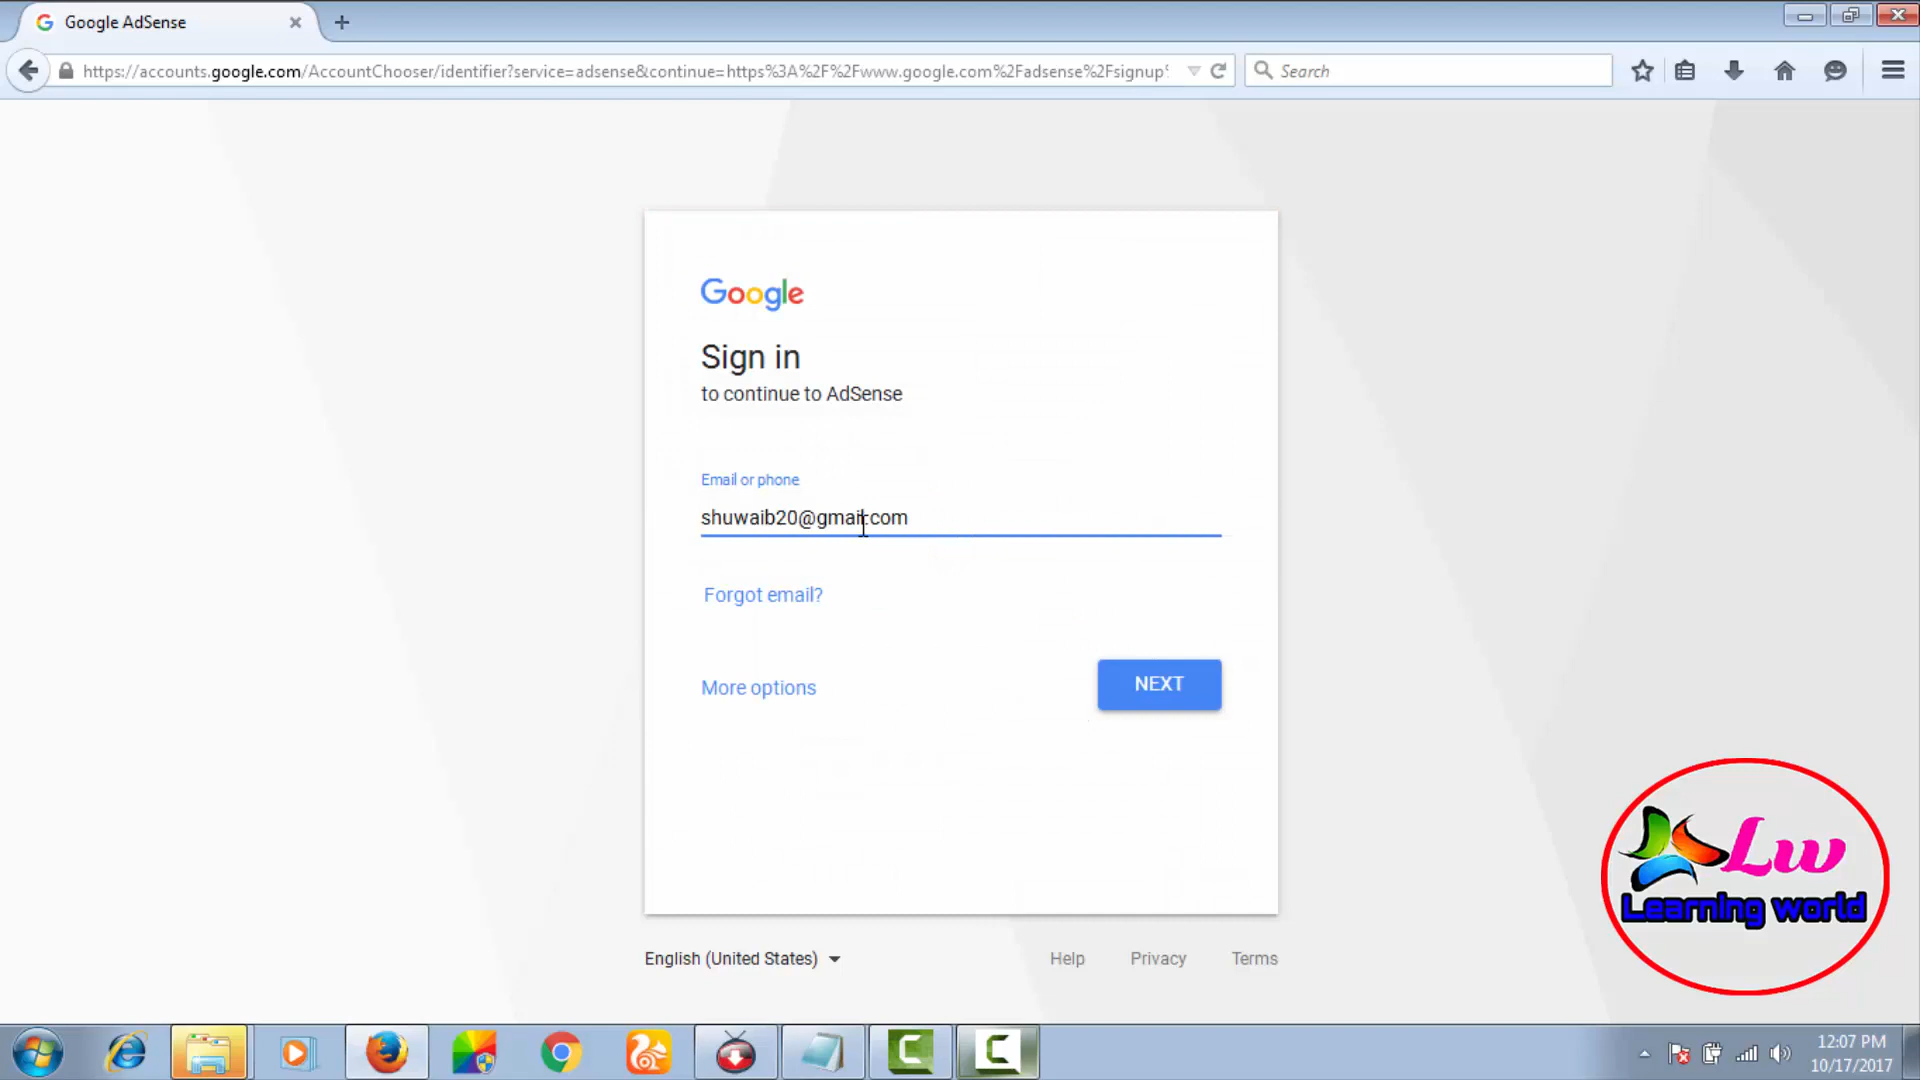 Google AdSense
https://accounts.google.com/AccountChooser/identifier?service=adsense&continue=https%3A%2F%2Fwww.google.com%2Fadsense%2Fsignup%
Search
Google
Sign in
to continue to AdSense
Email or phone
shuwaib20@gmail.com
Forgot email?
More options
NEXT
Lw
Learning world
English (United States)
Help
Privacy
Terms
12:07 PM
10/17/2017